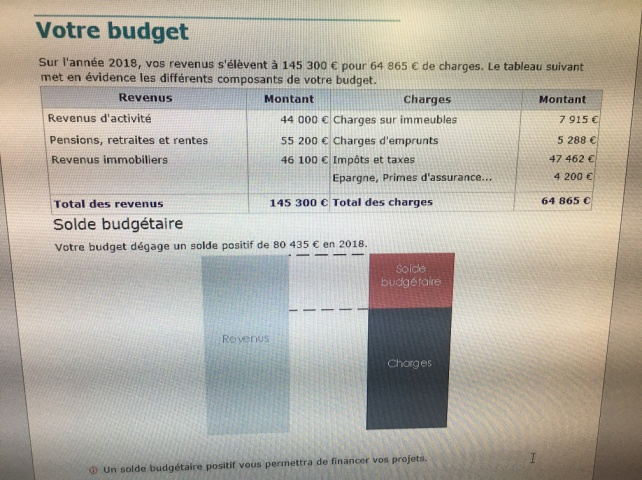 Votre budget
Sur l'année 2018, vos revenus s'élèvent à 145 300 € pour 64 865 € de charges. Le tableau suivant
met en évidence les différents composants de votre budget.
Revenus Montant Charges Montant
Revenus d'activité 44 000 € Charges sur immeubles 7 915 €
Pensions, retraites et rentes 55 200 € Charges d'emprunts 5 288 €
Revenus immobiliers 46 100 € Impôts et taxes 47 462 €
Epargne, Primes d'assurance... 4 200 €
Total des revenus 145 300 € Total des charges 64 865 €
Solde budgétaire
Votre budget dégage un solde positif de 80 435 € en 2018.
Solde
budgétaire
Revenus
Charges
Un solde budgétaire positif vous permettra de financer vos projets.